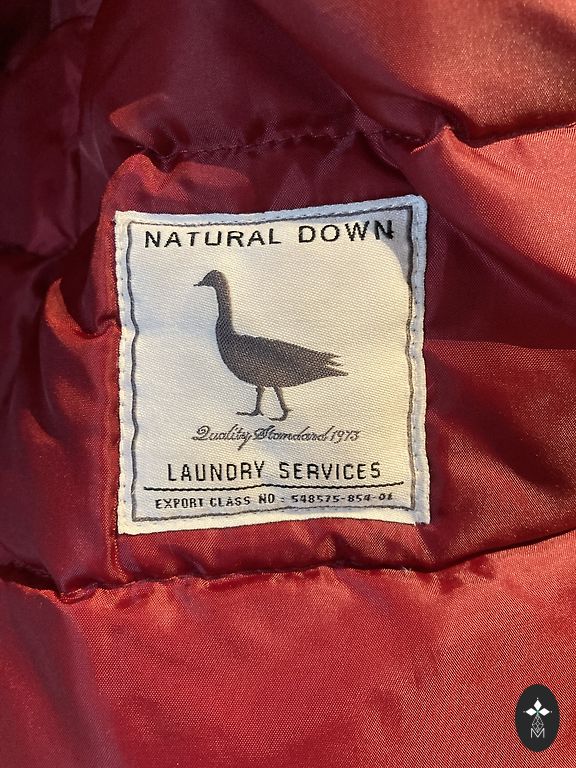 NATURAL DOWN
Quality Standard 1973
LAUNDRY SERVICES
EXPORT CLASS NO : 548575-854-01
M